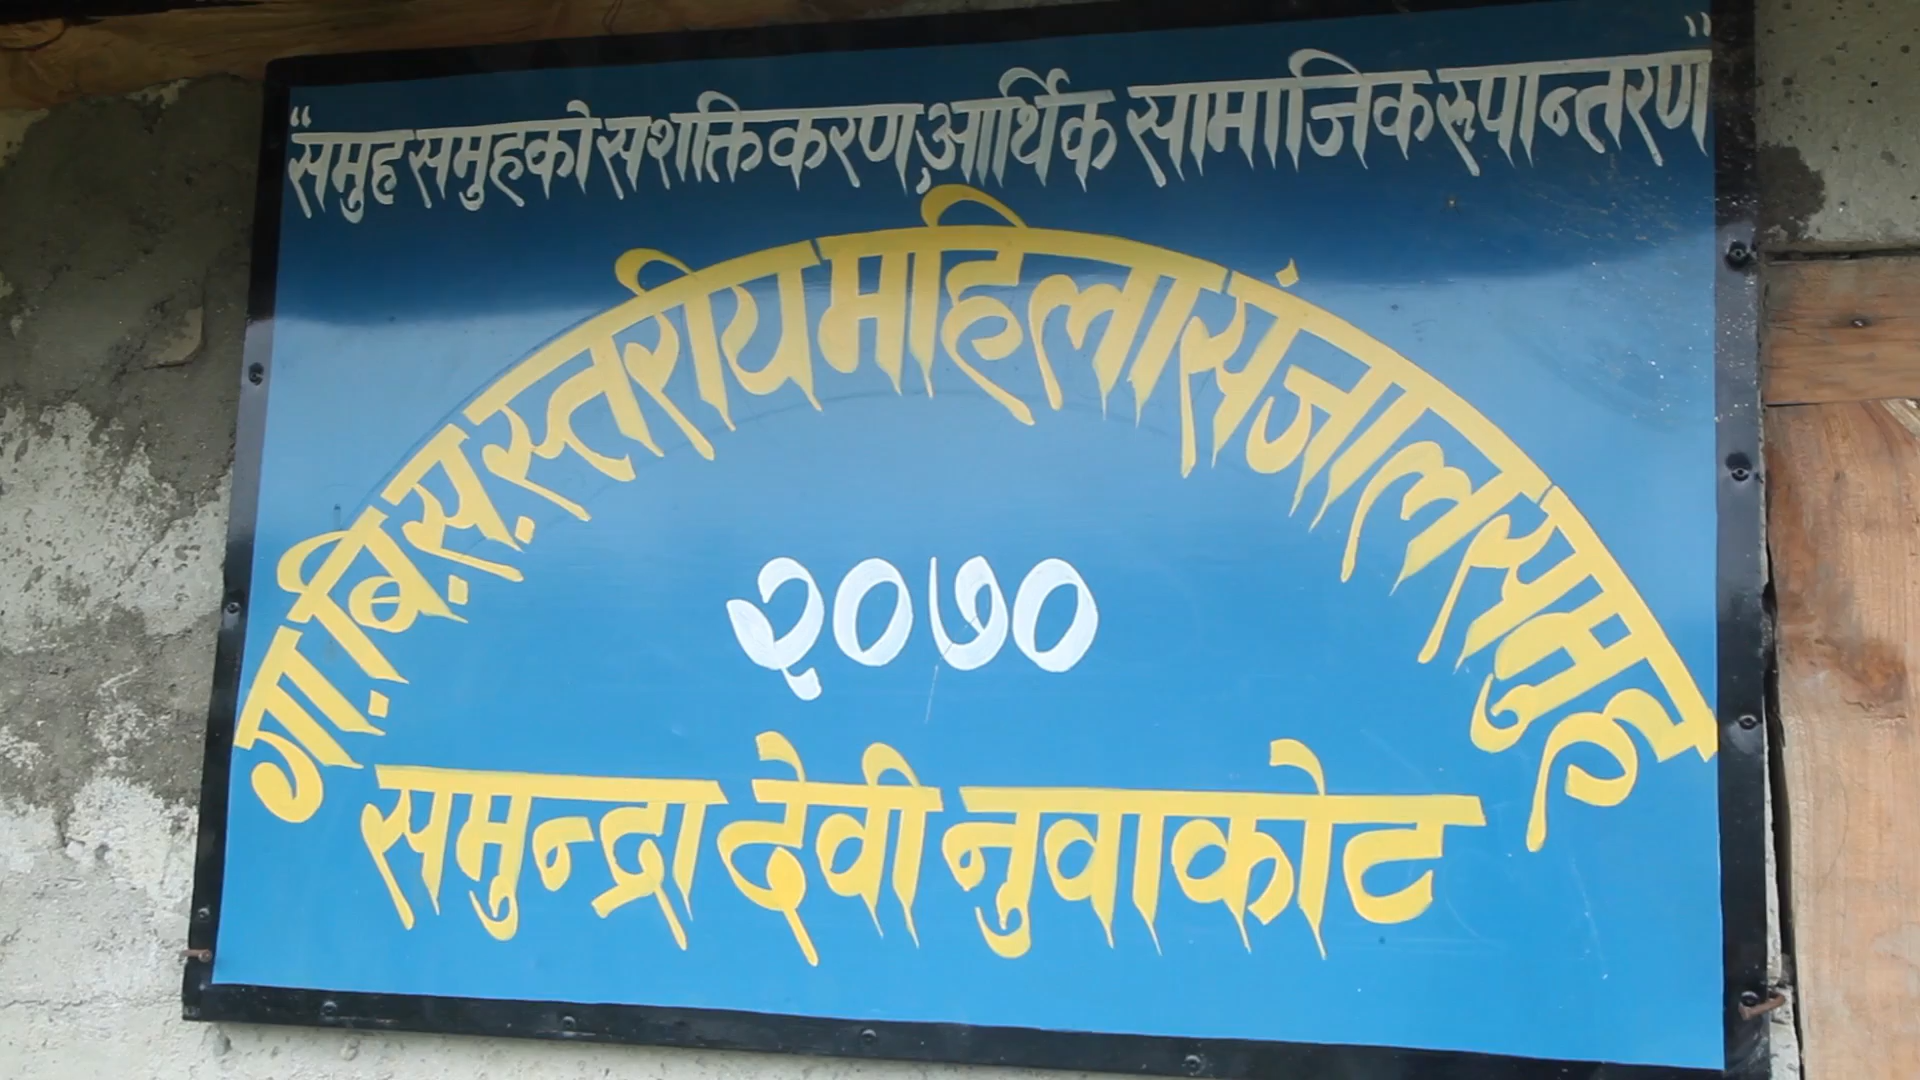 “समुह समुहको सशक्तिकरण, आर्थिक सामाजिक रूपान्तरण”
गा.बि.स.स्तरीय महिला संजाल समुह
२०७०
समुन्द्रा देवी नुवाकोट